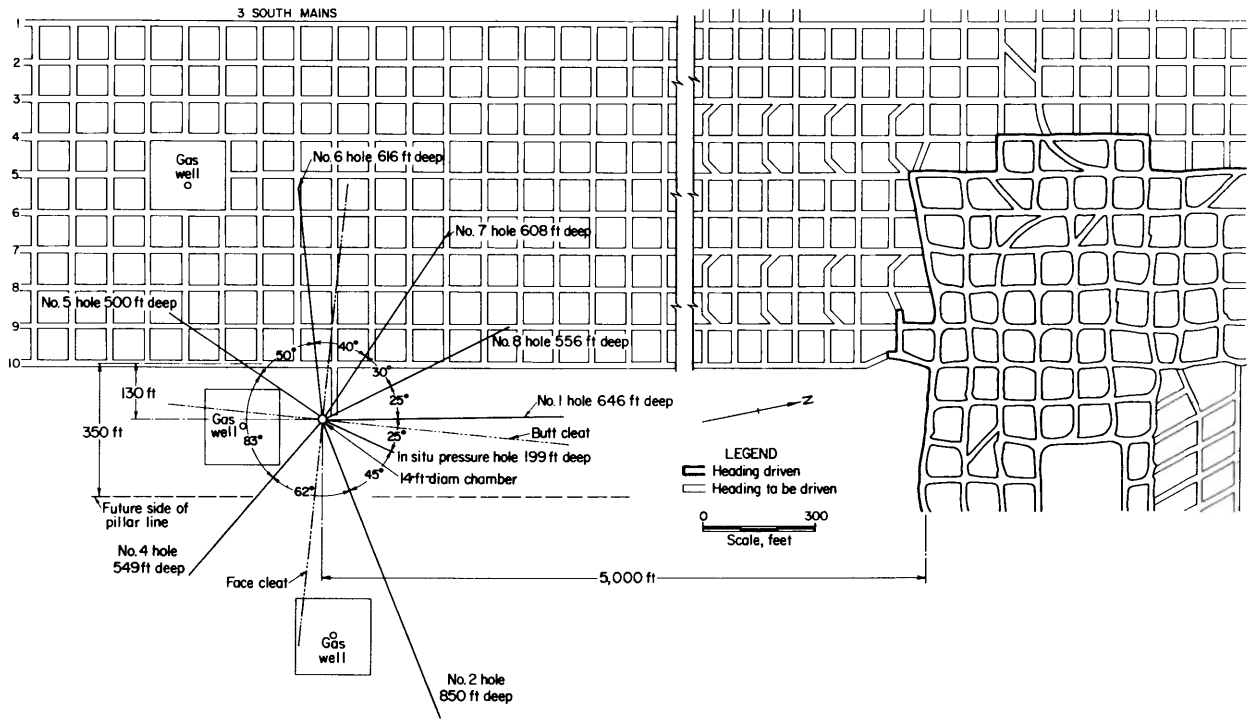 3 SOUTH MAINS
1
2
3
4
5
6
7
8
9
10
Gas
well
No. 6 hole 616 ft deep
No. 7 hole 608 ft deep
No. 5 hole 500 ft deep
No. 8 hole 556 ft deep
50°
40°
30°
25°
25°
45°
62°
83°
130 ft
350 ft
Gas
well
No. 1 hole 646 ft deep
Butt cleat
In situ pressure hole 199 ft deep
14-ft-diam chamber
Future side of
pillar line
No. 4 hole
549 ft deep
Face cleat
Gas
well
No. 2 hole
850 ft deep
5,000 ft
N
LEGEND
Heading driven
Heading to be driven
0 300
Scale, feet